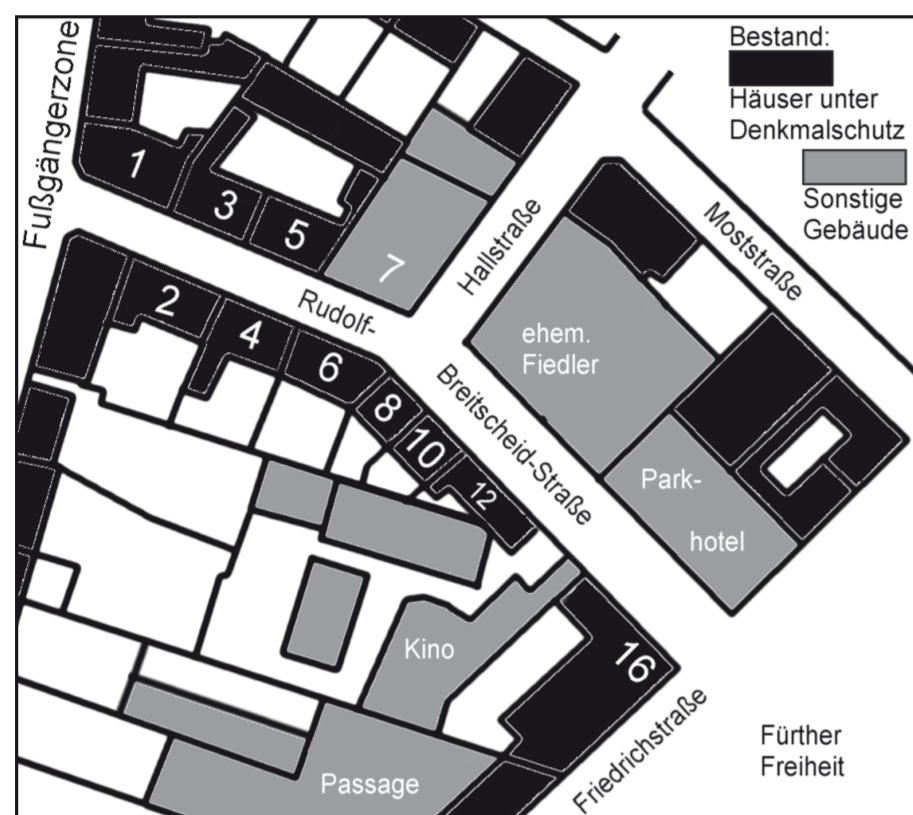 Bestand:
Häuser unter
Denkmalschutz
Sonstige
Gebäude
Fußgängerzone
1
3
5
7
Hallstraße
Moststraße
2
4
6
8
10
12
Rudolf-
Breitscheid-Straße
ehem.
Fiedler
Park-
hotel
Kino
16
Passage
Friedrichstraße
Fürther
Freiheit